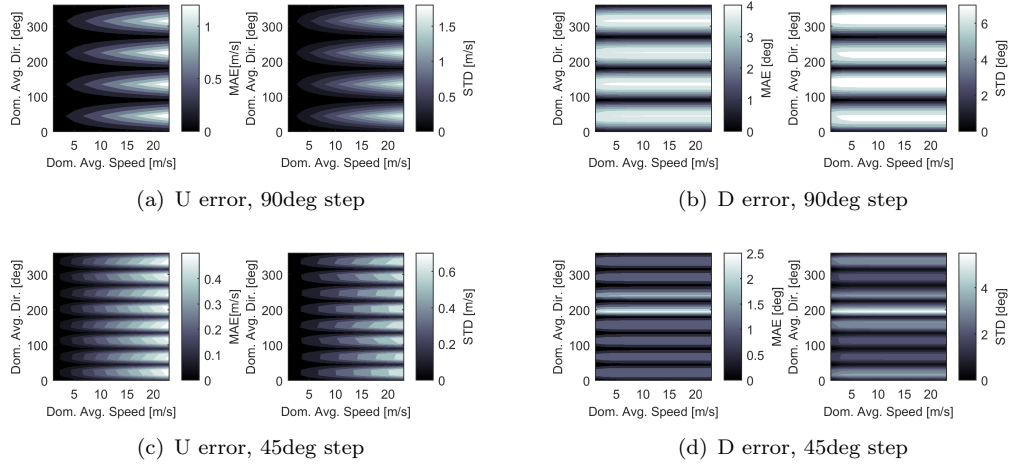 Dom. Avg. Dir. [deg]
300
200
100
0
5 10 15 20
Dom. Avg. Speed [m/s]
1
0.5
0
MAE[m/s]
Dom. Avg. Dir. [deg]
300
200
100
0
5 10 15 20
Dom. Avg. Speed [m/s]
1.5
1
0.5
0
STD [m/s]
(a) U error, 90deg step
Dom. Avg. Dir. [deg]
300
200
100
0
5 10 15 20
Dom. Avg. Speed [m/s]
4
3
2
1
0
MAE [deg]
Dom. Avg. Dir. [deg]
300
200
100
0
5 10 15 20
Dom. Avg. Speed [m/s]
6
4
2
0
STD [deg]
(b) D error, 90deg step
Dom. Avg. Dir. [deg]
300
200
100
0
5 10 15 20
Dom. Avg. Speed [m/s]
0.4
0.3
0.2
0.1
0
MAE[m/s]
Dom. Avg. Dir. [deg]
300
200
100
0
5 10 15 20
Dom. Avg. Speed [m/s]
0.6
0.4
0.2
0
STD [m/s]
(c) U error, 45deg step
Dom. Avg. Dir. [deg]
300
200
100
0
5 10 15 20
Dom. Avg. Speed [m/s]
2.5
2
1.5
1
0.5
0
MAE [deg]
Dom. Avg. Dir. [deg]
300
200
100
0
5 10 15 20
Dom. Avg. Speed [m/s]
4
2
0
STD [deg]
(d) D error, 45deg step